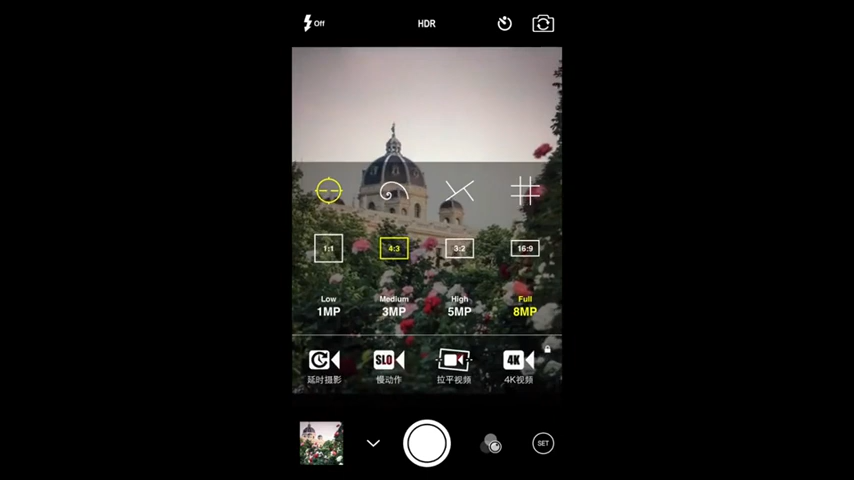 Off
HDR
1:1
4:3
3:2
16:9
Low
Medium
High
Full
1MP
3MP
5MP
8MP
SLO
4K
延时摄影
慢动作
拉平视频
4K视频
SET